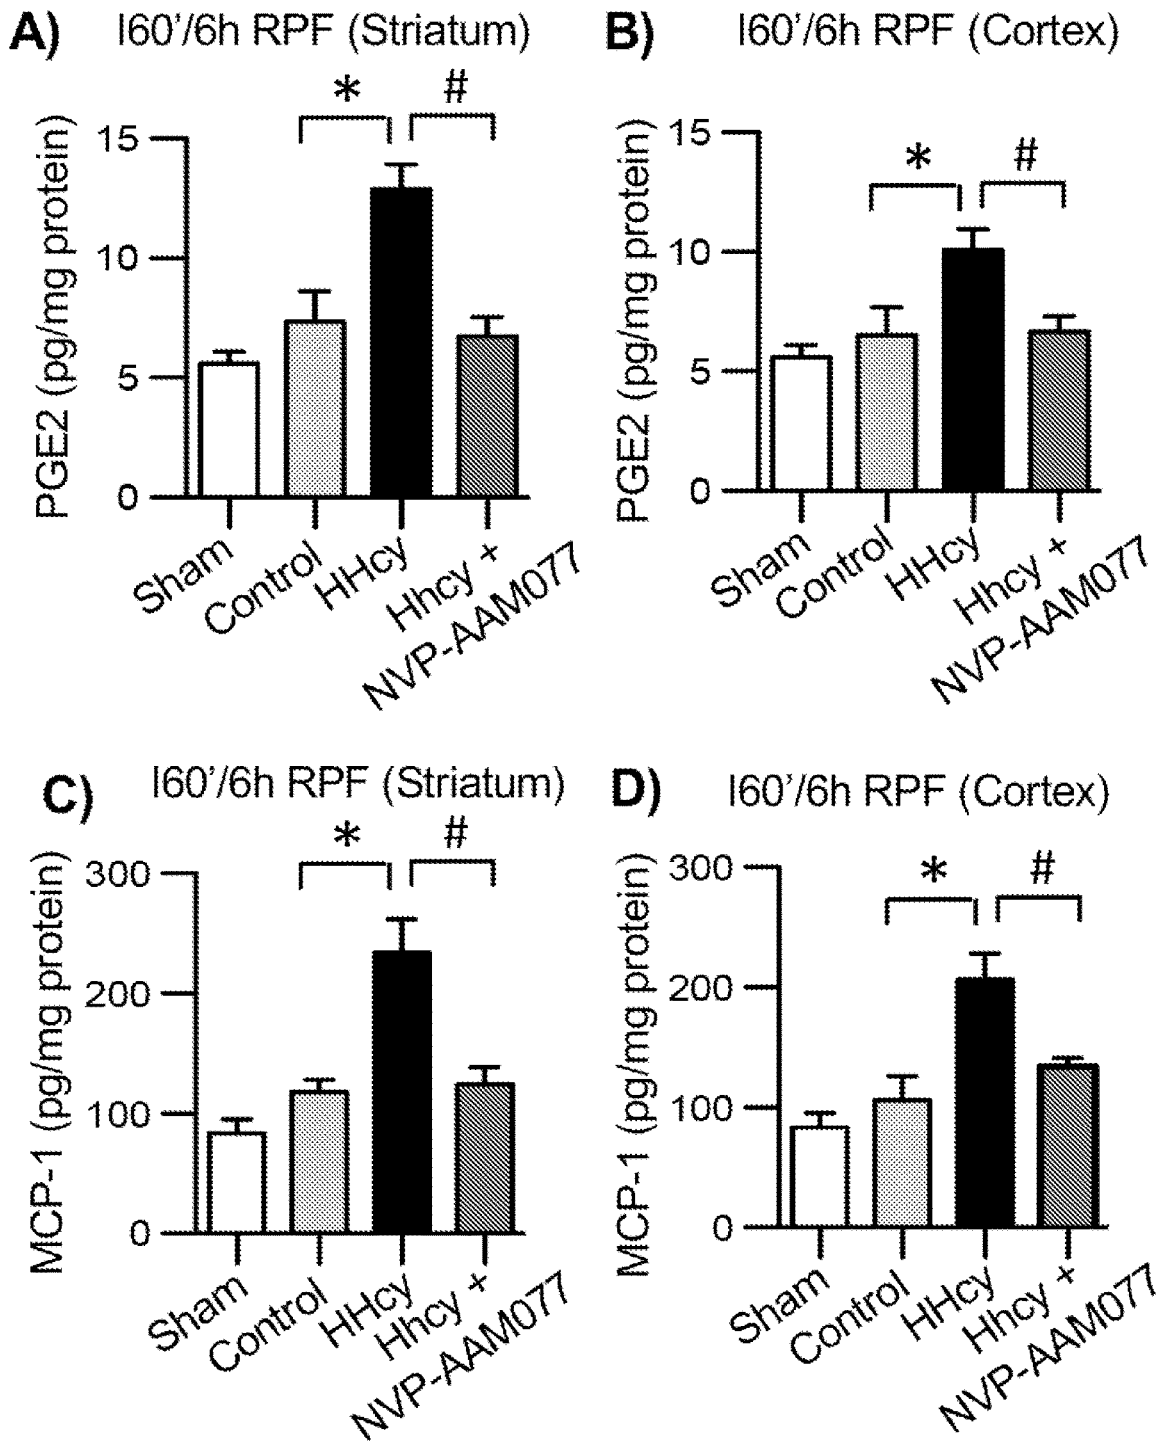 A) I60'/6h RPF (Striatum)
* #
PGE2 (pg/mg protein)
15
10
5
0
Sham
Control
HHcy
Hhcy +
NVP-AAM077
B) I60'/6h RPF (Cortex)
* #
PGE2 (pg/mg protein)
15
10
5
0
Sham
Control
HHcy
Hhcy +
NVP-AAM077
C) I60'/6h RPF (Striatum)
* #
MCP-1 (pg/mg protein)
300
200
100
0
Sham
Control
HHcy
Hhcy +
NVP-AAM077
D) I60'/6h RPF (Cortex)
* #
MCP-1 (pg/mg protein)
300
200
100
0
Sham
Control
HHcy
Hhcy +
NVP-AAM077